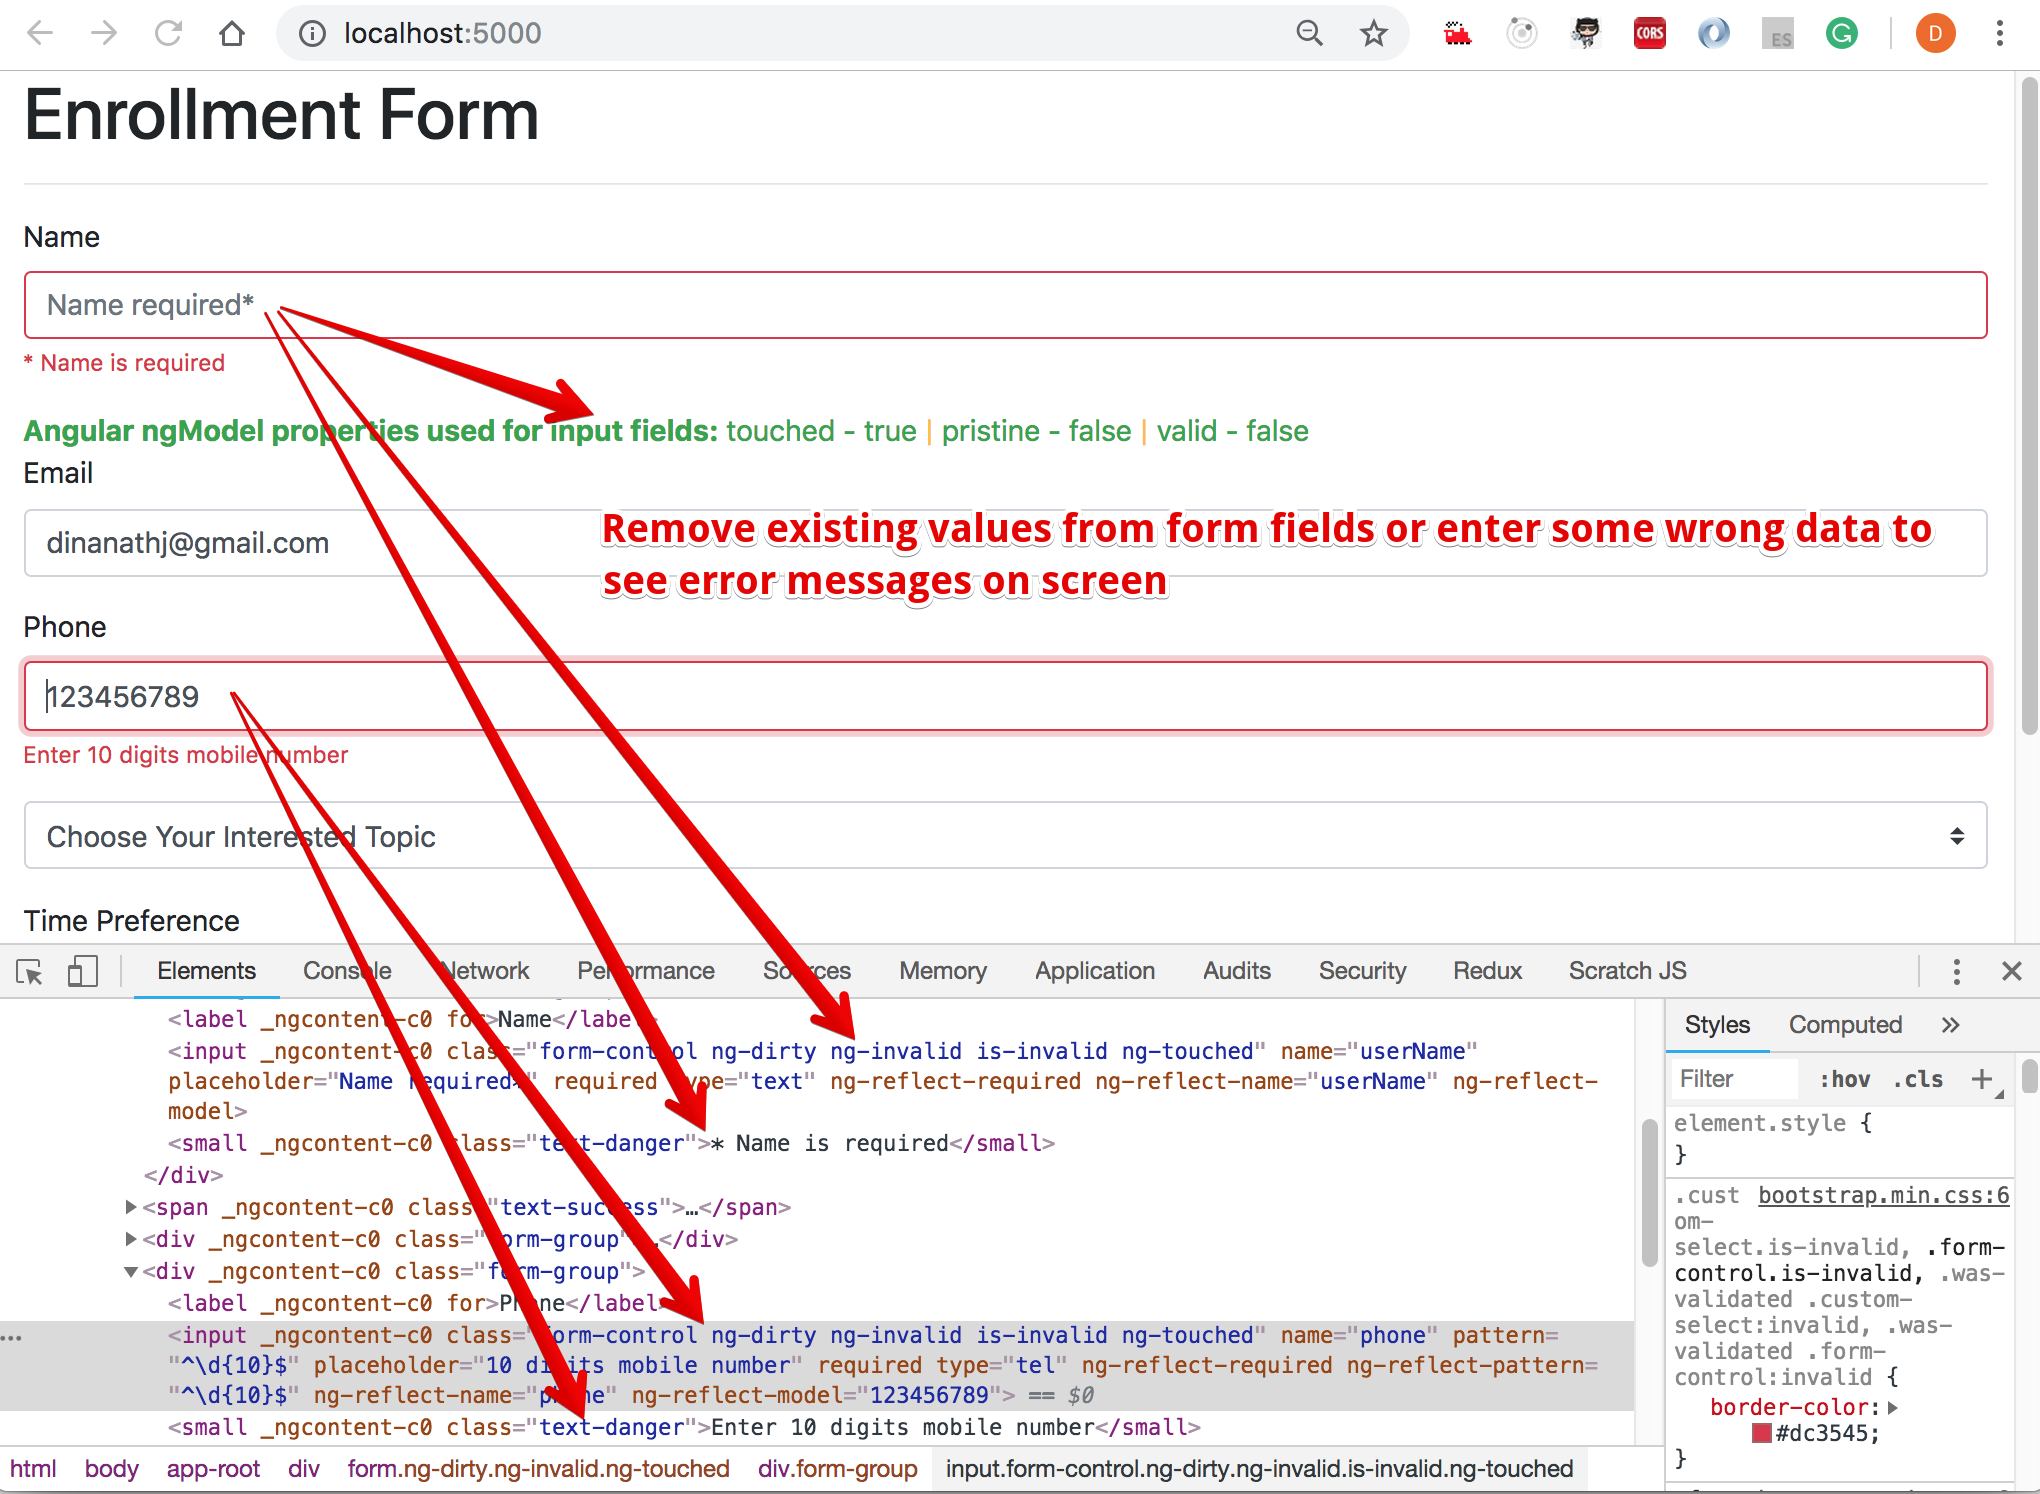 localhost:5000
CORS
ES
G
D
Enrollment Form
Name
Name required*
* Name is required
Angular ngModel properties used for input fields: touched - true | pristine - false | valid - false
Email
dinanathj@gmail.com
Remove existing values from form fields or enter some wrong data to
see error messages on screen
Phone
123456789
Enter 10 digits mobile number
Choose Your Interested Topic
Time Preference
Elements Console Network Performance Sources Memory Application Audits Security Redux Scratch JS
<label _ngcontent-c0 for>Name</label>
<input _ngcontent-c0 class="form-control ng-dirty ng-invalid is-invalid ng-touched" name="userName"
placeholder="Name required*" required type="text" ng-reflect-required ng-reflect-name="userName" ng-reflect-
model>
<small _ngcontent-c0 class="text-danger">* Name is required</small>
</div>
<span _ngcontent-c0 class="text-success">…</span>
<div _ngcontent-c0 class="form-group">…</div>
<div _ngcontent-c0 class="form-group">
<label _ngcontent-c0 for>Phone</label>
<input _ngcontent-c0 class="form-control ng-dirty ng-invalid is-invalid ng-touched" name="phone" pattern=
"^\d{10}$" placeholder="10 digits mobile number" required type="tel" ng-reflect-required ng-reflect-pattern=
"^\d{10}$" ng-reflect-name="phone" ng-reflect-model="123456789"> == $0
<small _ngcontent-c0 class="text-danger">Enter 10 digits mobile number</small>
html body app-root div form.ng-dirty.ng-invalid.ng-touched div.form-group input.form-control.ng-dirty.ng-invalid.is-invalid.ng-touched
Styles Computed »
Filter :hov .cls +
element.style {
}
.cust bootstrap.min.css:6
om-
select.is-invalid, .form-
control.is-invalid, .was-
validated .custom-
select:invalid, .was-
validated .form-
control:invalid {
border-color:
#dc3545;
}